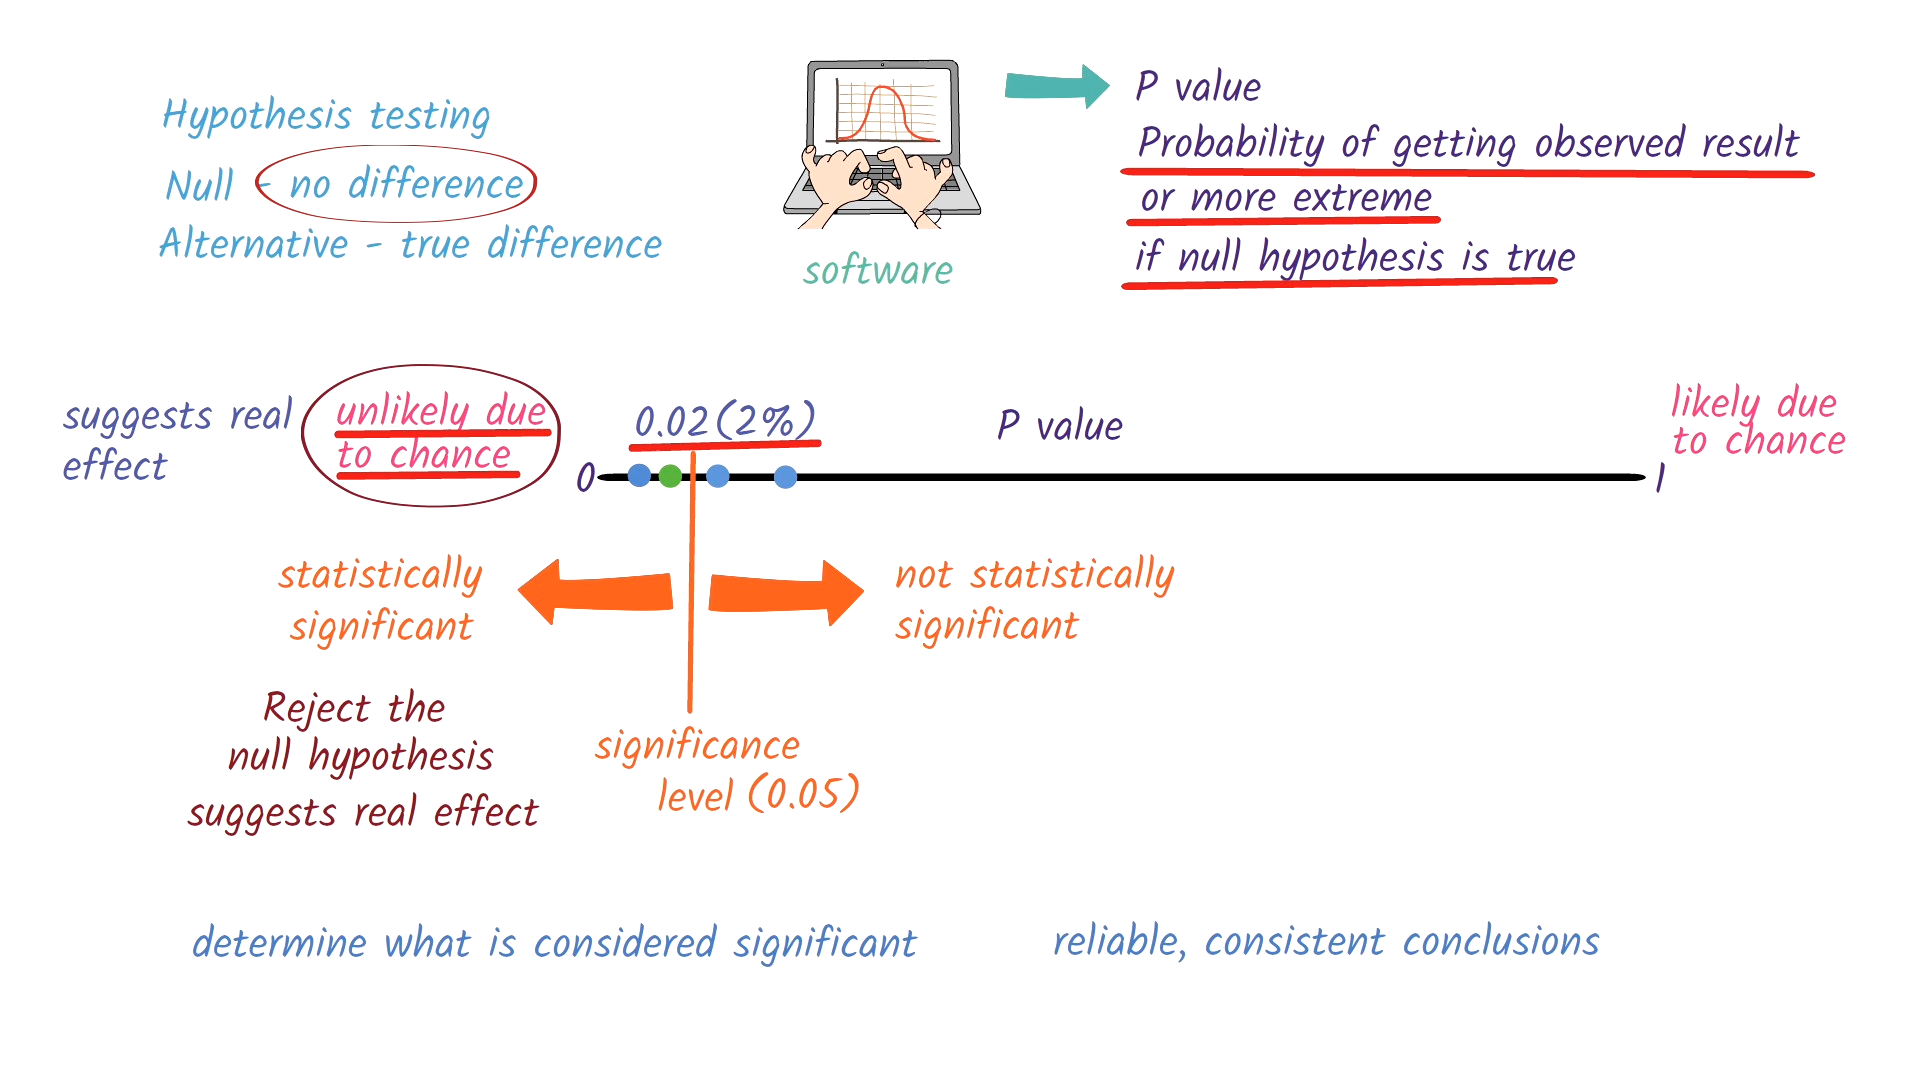 Hypothesis testing
Null - no difference
Alternative - true difference
software
P value
Probability of getting observed result
or more extreme
if null hypothesis is true
suggests real
effect
unlikely due
to chance
0.02 (2%)
P value
likely due
to chance
0
1
statistically
significant
not statistically
significant
Reject the
null hypothesis
suggests real effect
significance
level (0.05)
determine what is considered significant
reliable, consistent conclusions